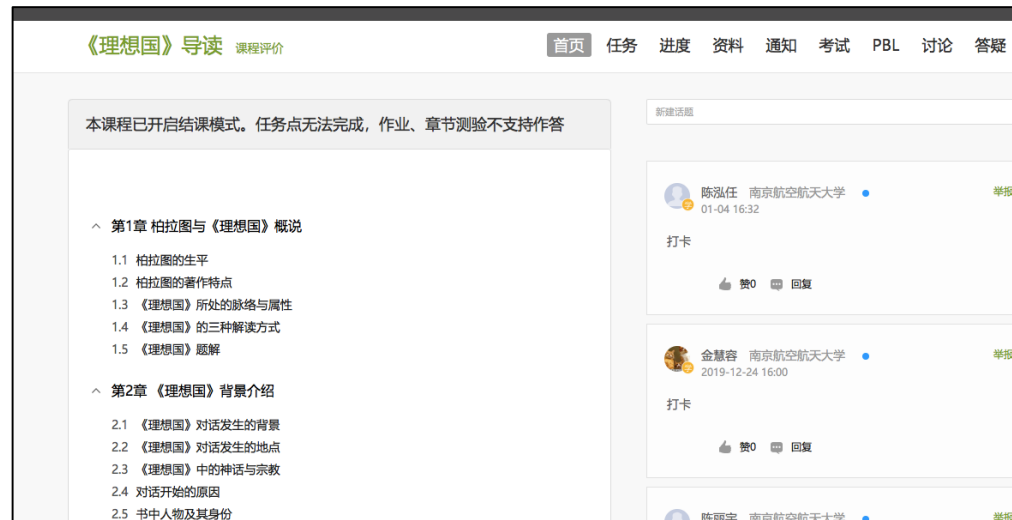 《理想国》导读 课程评价
首页 任务 进度 资料 通知 考试 PBL 讨论 答疑
本课程已开启结课模式。任务点无法完成，作业、章节测验不支持作答
第1章 柏拉图与《理想国》概说
1.1 柏拉图的生平
1.2 柏拉图的著作特点
1.3 《理想国》所处的脉络与属性
1.4 《理想国》的三种解读方式
1.5 《理想国》题解
第2章 《理想国》背景介绍
2.1 《理想国》对话发生的背景
2.2 《理想国》对话发生的地点
2.3 《理想国》中的神话与宗教
2.4 对话开始的原因
2.5 书中人物及其身份
新建话题
陈泓任 南京航空航天大学 举报
01-04 16:32
打卡
赞0 回复
金慧容 南京航空航天大学 举报
2019-12-24 16:00
打卡
赞0 回复
陈丽宇 南京航空航天大学 举报